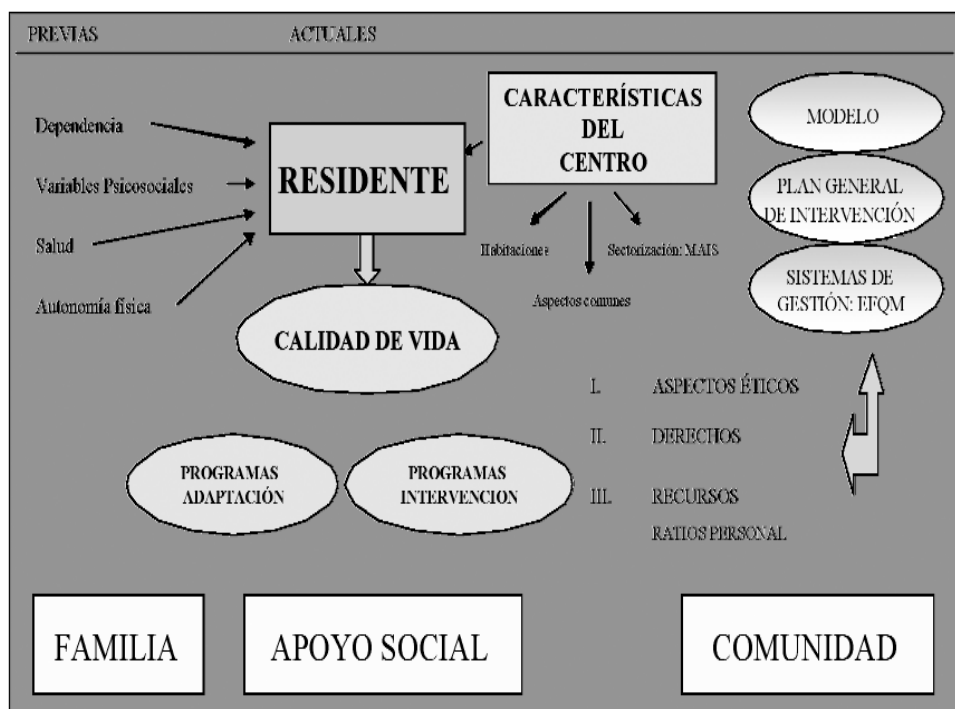 PREVIAS
ACTUALES
Dependencia
Variables Psicosociales
Salud
Autonomía física
RESIDENTE
CARACTERÍSTICAS
DEL
CENTRO
Habitaciones
Sectorización: MAIS
Aspectos comunes
MODELO
PLAN GENERAL
DE INTERVENCIÓN
SISTEMAS DE
GESTIÓN: EFQM
CALIDAD DE VIDA
I. ASPECTOS ÉTICOS
II. DERECHOS
III. RECURSOS
RATIOS PERSONAL
PROGRAMAS
ADAPTACIÓN
PROGRAMAS
INTERVENCION
FAMILIA
APOYO SOCIAL
COMUNIDAD